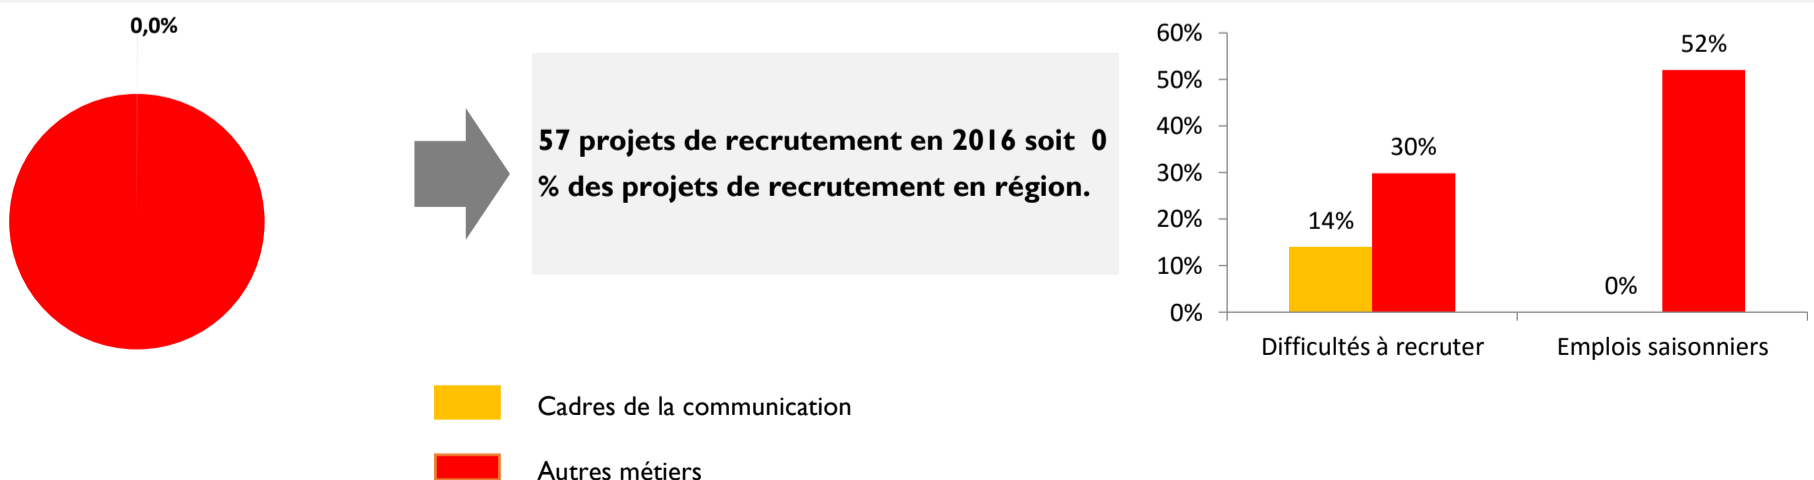 0,0%
57 projets de recrutement en 2016 soit  0
% des projets de recrutement en région.
60%
50%
40%
30%
20%
10%
0%
14%
30%
0%
52%
Difficultés à recruter
Emplois saisonniers
Cadres de la communication
Autres métiers